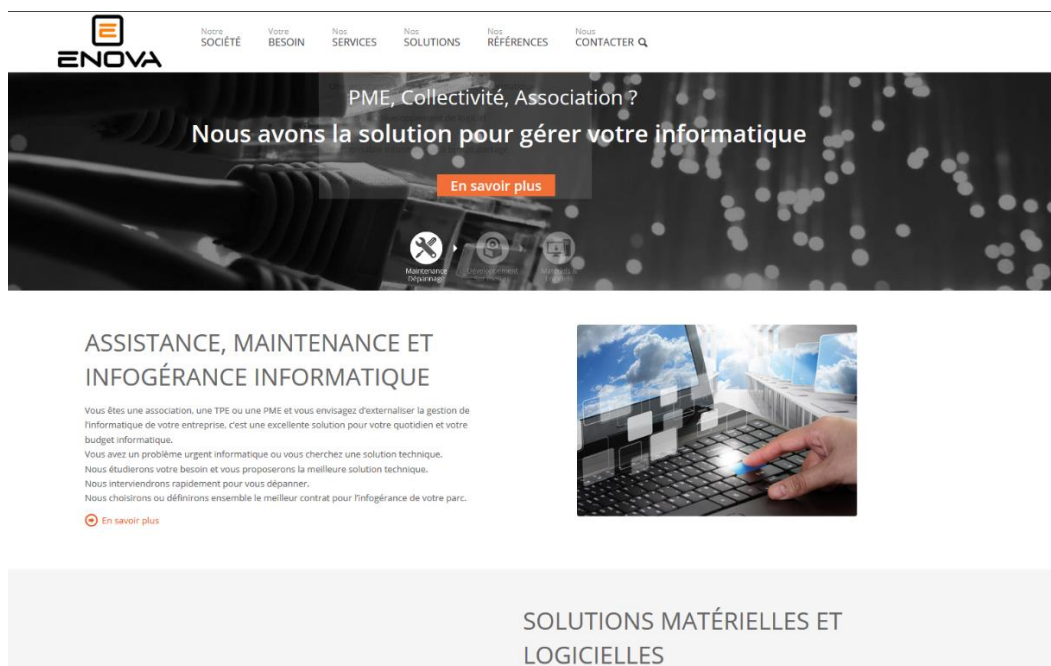 ENOVA
Notre
SOCIÉTÉ
Votre
BESOIN
Nos
SERVICES
Nos
SOLUTIONS
Nos
RÉFÉRENCES
Nous
CONTACTER
PME, Collectivité, Association ?
Nous avons la solution pour gérer votre informatique
En savoir plus
Maintenance
Dépannage
Développement
Matériels &
Logiciels
ASSISTANCE, MAINTENANCE ET
INFOGÉRANCE INFORMATIQUE
Vous êtes une association, une TPE ou une PME et vous envisagez d'externaliser la gestion de
l'informatique de votre entreprise, c'est une excellente solution pour votre quotidien et votre
budget informatique.
Vous avez un problème urgent informatique ou vous cherchez une solution technique.
Nous étudierons votre besoin et vous proposerons la meilleure solution technique.
Nous interviendrons rapidement pour vous dépanner.
Nous choisirons ou définirons ensemble le meilleur contrat pour l'infogérance de votre parc.
En savoir plus
SOLUTIONS MATÉRIELLES ET
LOGICIELLES